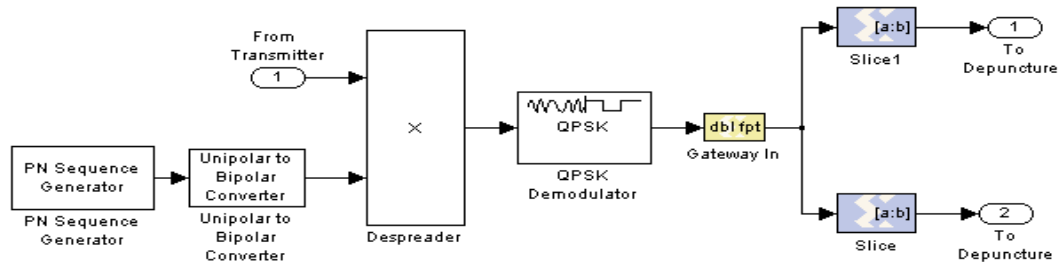 From
Transmitter
1
PN Sequence
Generator
PN Sequence
Generator
Unipolar to
Bipolar
Converter
Unipolar to
Bipolar
Converter
×
Despreader
QPSK
QPSK
Demodulator
dbl fpt
Gateway In
[a:b]
Slice1
1
To
Depuncture
[a:b]
Slice
2
To
Depuncture